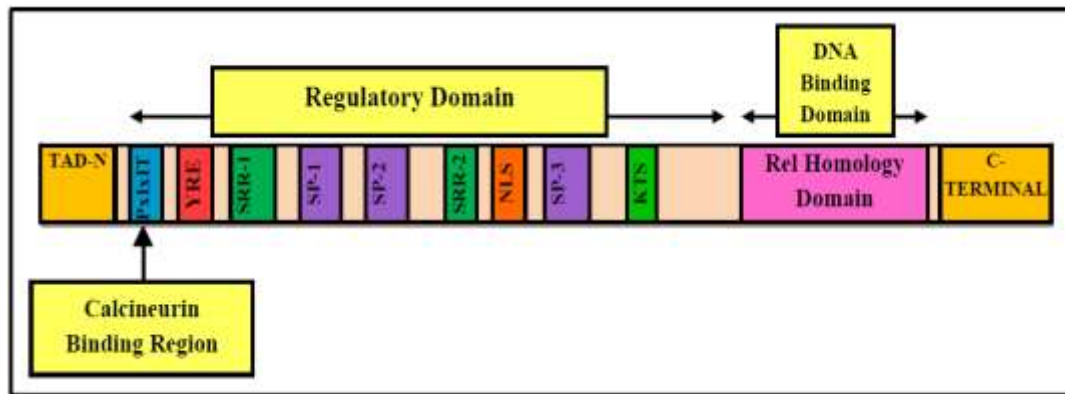 DNA
Binding
Domain
Regulatory Domain
TAD-N
PxIxIT
YRE
SRR-1
SP-1
SP-2
SRR-2
NLS
SP-3
KTS
Rel Homology
Domain
C-
TERMINAL
Calcineurin
Binding Region